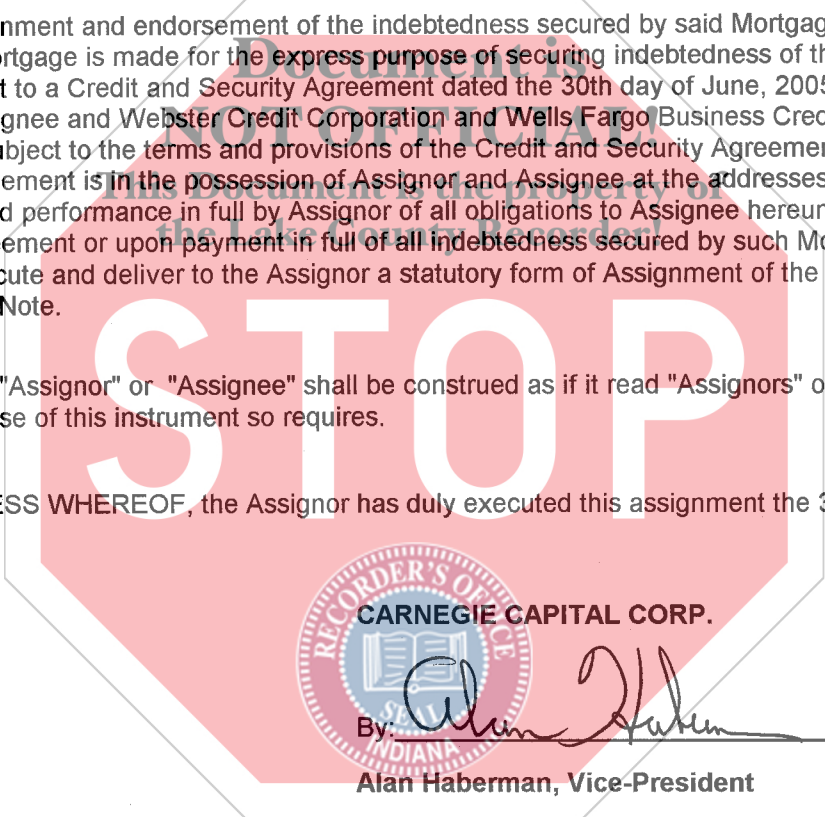 nment and endorsement of the indebtedness secured by said Mortgag
ortgage is made for the express purpose of securing indebtedness of th
Document is
t to a Credit and Security Agreement dated the 30th day of June, 2005
gnee and Webster Credit Corporation and Wells Fargo Business Cred
NOT OFFICIAL!
ubject to the terms and provisions of the Credit and Security Agreemen
ement is in the possession of Assignor and Assignee at the addresses
This Document is the property of
d performance in full by Assignor of all obligations to Assignee hereun
the Lake County Recorder!
ement or upon payment in full of all indebtedness secured by such Mo
cute and deliver to the Assignor a statutory form of Assignment of the
Note.
STOP
"Assignor" or "Assignee" shall be construed as if it read "Assignors" o
se of this instrument so requires.
ESS WHEREOF, the Assignor has duly executed this assignment the 3
RECORDER'S OFFICE
CARNEGIE CAPITAL CORP.
SEAL
By: Alan Haberman
INDIANA
Alan Haberman, Vice-President